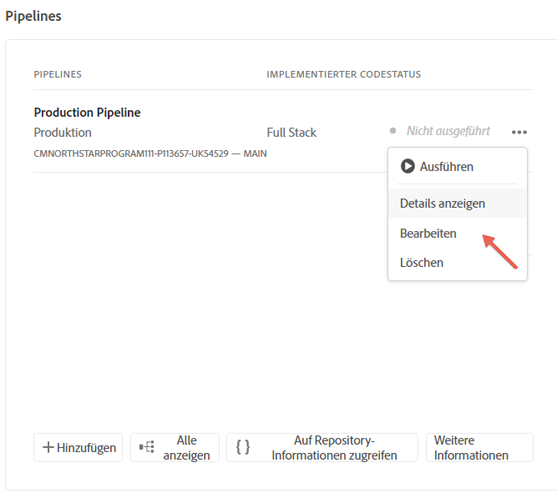 Pipelines
PIPELINES IMPLEMENTIERTER CODESTATUS
Production Pipeline
Produktion Full Stack Nicht ausgeführt
CMNORTHSTARPROGRAM111-P113657-UK54529 — MAIN
Ausführen
Details anzeigen
Bearbeiten
Löschen
Hinzufügen
Alle
anzeigen
Auf Repository-
Informationen zugreifen
Weitere
Informationen